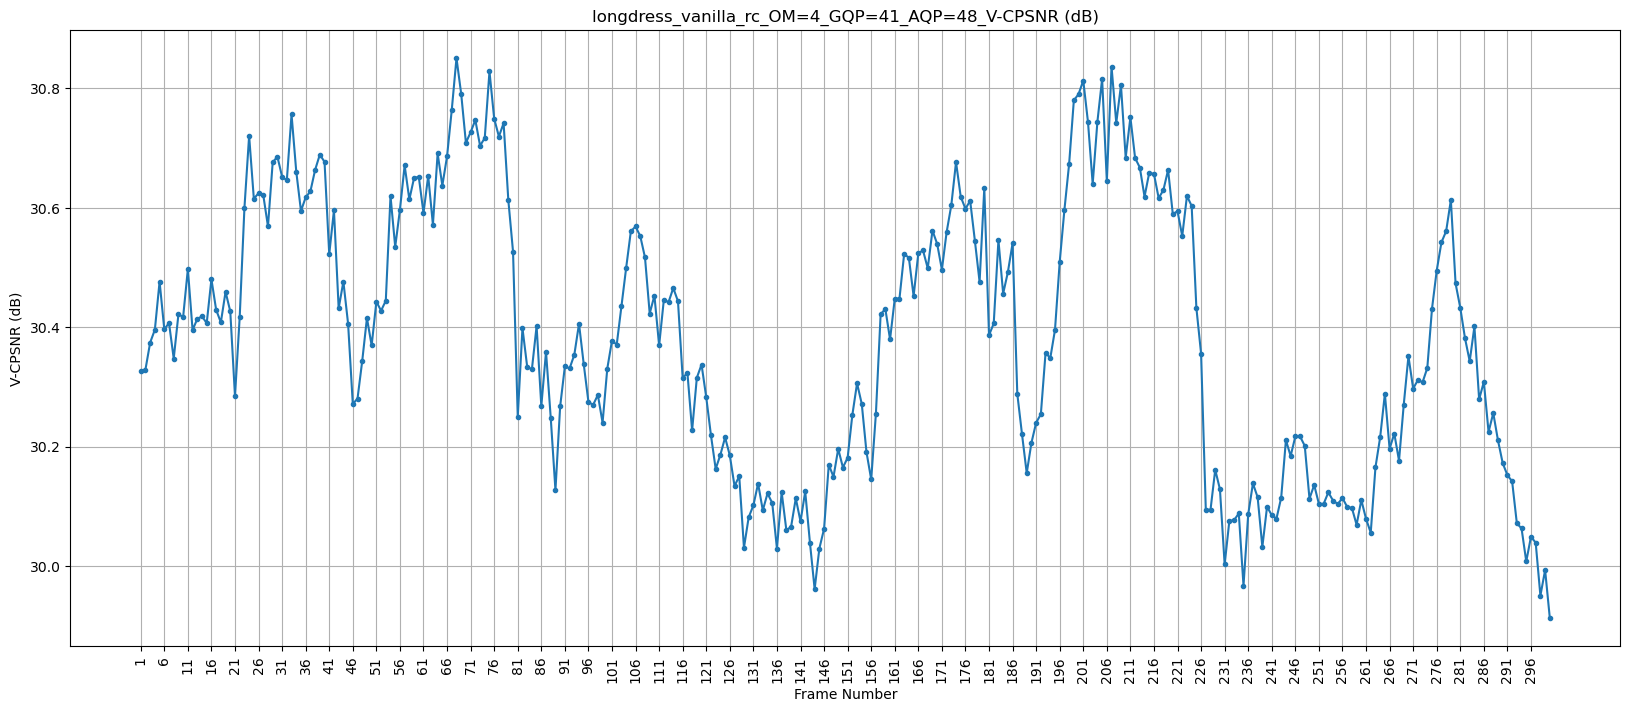 longdress_vanilla_rc_OM=4_GQP=41_AQP=48_V-CPSNR (dB)
V-CPSNR (dB)
30.8
30.6
30.4
30.2
30.0
1 6 11 16 21 26 31 36 41 46 51 56 61 66 71 76 81 86 91 96 101 106 111 116 121 126 131 136 141 146 151 156 161 166 171 176 181 186 191 196 201 206 211 216 221 226 231 236 241 246 251 256 261 266 271 276 281 286 291 296
Frame Number